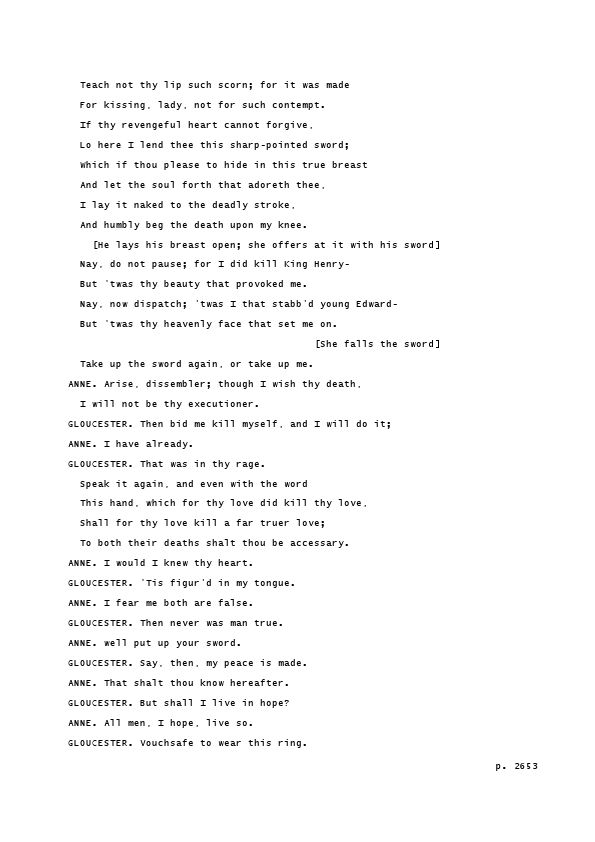 Teach not thy lip such scorn; for it was made
For kissing, lady, not for such contempt.
If thy revengeful heart cannot forgive,
Lo here I lend thee this sharp-pointed sword;
Which if thou please to hide in this true breast
And let the soul forth that adoreth thee,
I lay it naked to the deadly stroke,
And humbly beg the death upon my knee.
[He lays his breast open; she offers at it with his sword]
Nay, do not pause; for I did kill King Henry-
But 'twas thy beauty that provoked me.
Nay, now dispatch; 'twas I that stabb'd young Edward-
But 'twas thy heavenly face that set me on.
[She falls the sword]
Take up the sword again, or take up me.
ANNE. Arise, dissembler; though I wish thy death,
I will not be thy executioner.
GLOUCESTER. Then bid me kill myself, and I will do it;
ANNE. I have already.
GLOUCESTER. That was in thy rage.
Speak it again, and even with the word
This hand, which for thy love did kill thy love,
Shall for thy love kill a far truer love;
To both their deaths shalt thou be accessary.
ANNE. I would I knew thy heart.
GLOUCESTER. 'Tis figur'd in my tongue.
ANNE. I fear me both are false.
GLOUCESTER. Then never was man true.
ANNE. well put up your sword.
GLOUCESTER. Say, then, my peace is made.
ANNE. That shalt thou know hereafter.
GLOUCESTER. But shall I live in hope?
ANNE. All men, I hope, live so.
GLOUCESTER. Vouchsafe to wear this ring.
p. 2653